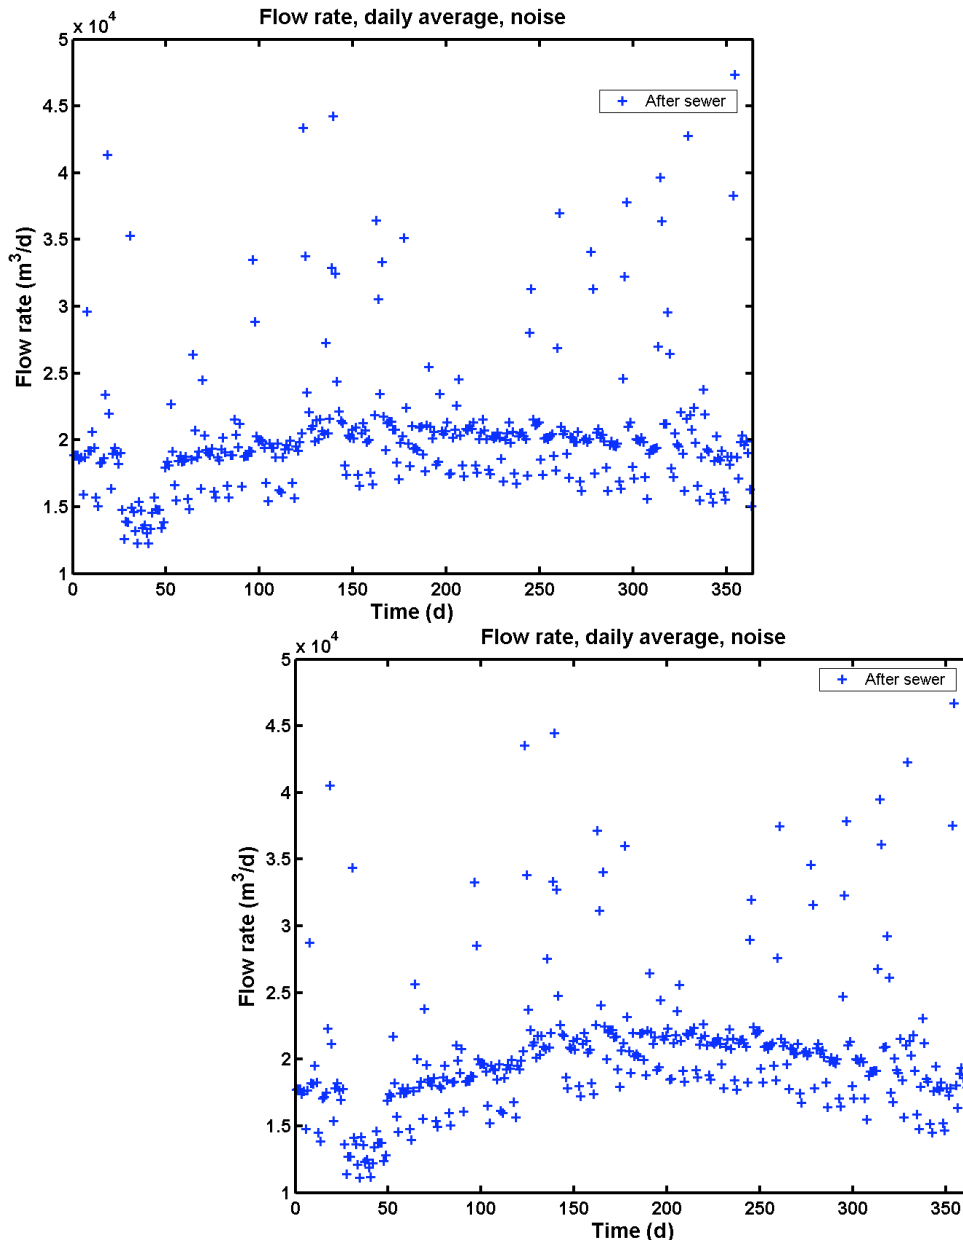 Flow rate, daily average, noise
x 10^4
5
After sewer
4.5
4
3.5
3
2.5
2
1.5
1
Flow rate (m^3/d)
0 50 100 150 200 250 300 350
Time (d)
Flow rate, daily average, noise
x 10^4
5
After sewer
4.5
4
3.5
3
2.5
2
1.5
1
Flow rate (m^3/d)
0 50 100 150 200 250 300 350
Time (d)